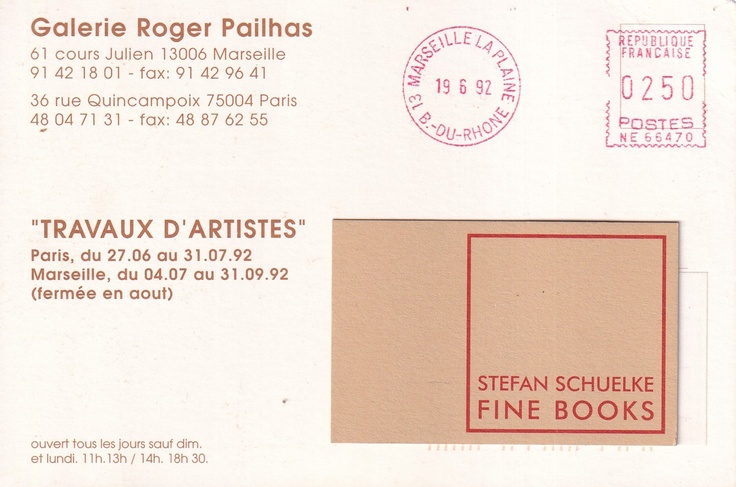 Galerie Roger Pailhas
61 cours Julien 13006 Marseille
91 42 18 01 - fax: 91 42 96 41
36 rue Quincampoix 75004 Paris
48 04 71 31 - fax: 48 87 62 55
13 MARSEILLE LA PLAINE
19 6 92
B.-DU-RHONE
REPUBLIQUE
FRANCAISE
0250
POSTES
NE 66470
"TRAVAUX D'ARTISTES"
Paris, du 27.06 au 31.07.92
Marseille, du 04.07 au 31.09.92
(fermée en aout)
STEFAN SCHUELKE
FINE BOOKS
ouvert tous les jours sauf dim.
et lundi. 11h.13h / 14h. 18h 30.